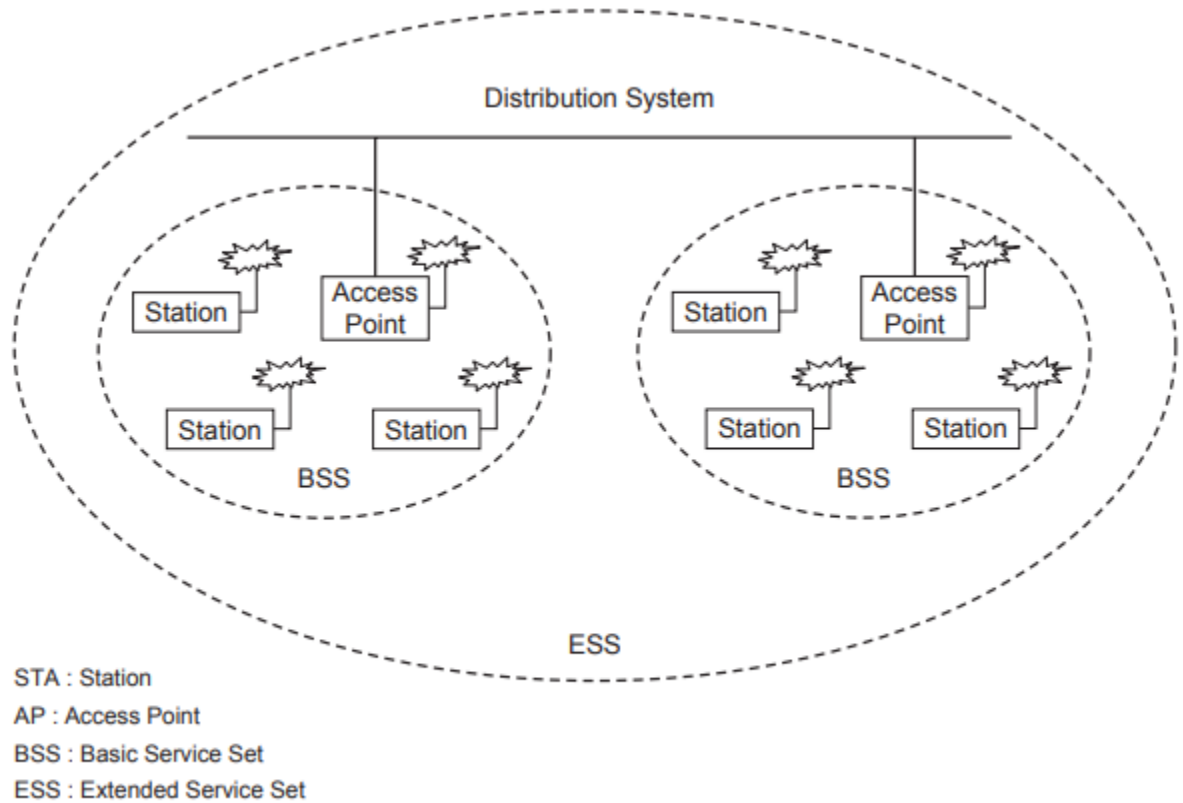 Distribution System
Station
Access
Point
Station
Station
BSS
Station
Access
Point
Station
Station
BSS
ESS
STA : Station
AP : Access Point
BSS : Basic Service Set
ESS : Extended Service Set